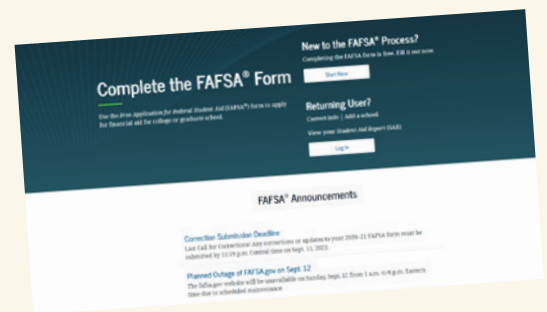 Complete the FAFSA® Form
Use the Free Application for Federal Student Aid (FAFSA®) form to apply
for financial aid for college or graduate school.
New to the FAFSA® Process?
Completing the FAFSA form is free. Fill it out now.
Start Now
Returning User?
Correct info | Add a school
View your Student Aid Report (SAR)
Log In
FAFSA® Announcements
Correction Submission Deadline
Last Call for Corrections! Any corrections or updates to your 2020–21 FAFSA form must be
submitted by 11:59 p.m. Central time on Sept. 11, 2021.
Planned Outage of FAFSA.gov on Sept. 12
The fafsa.gov website will be unavailable on Sunday, Sept. 12 from 1 a.m. to 4 p.m. Eastern
time due to scheduled maintenance.